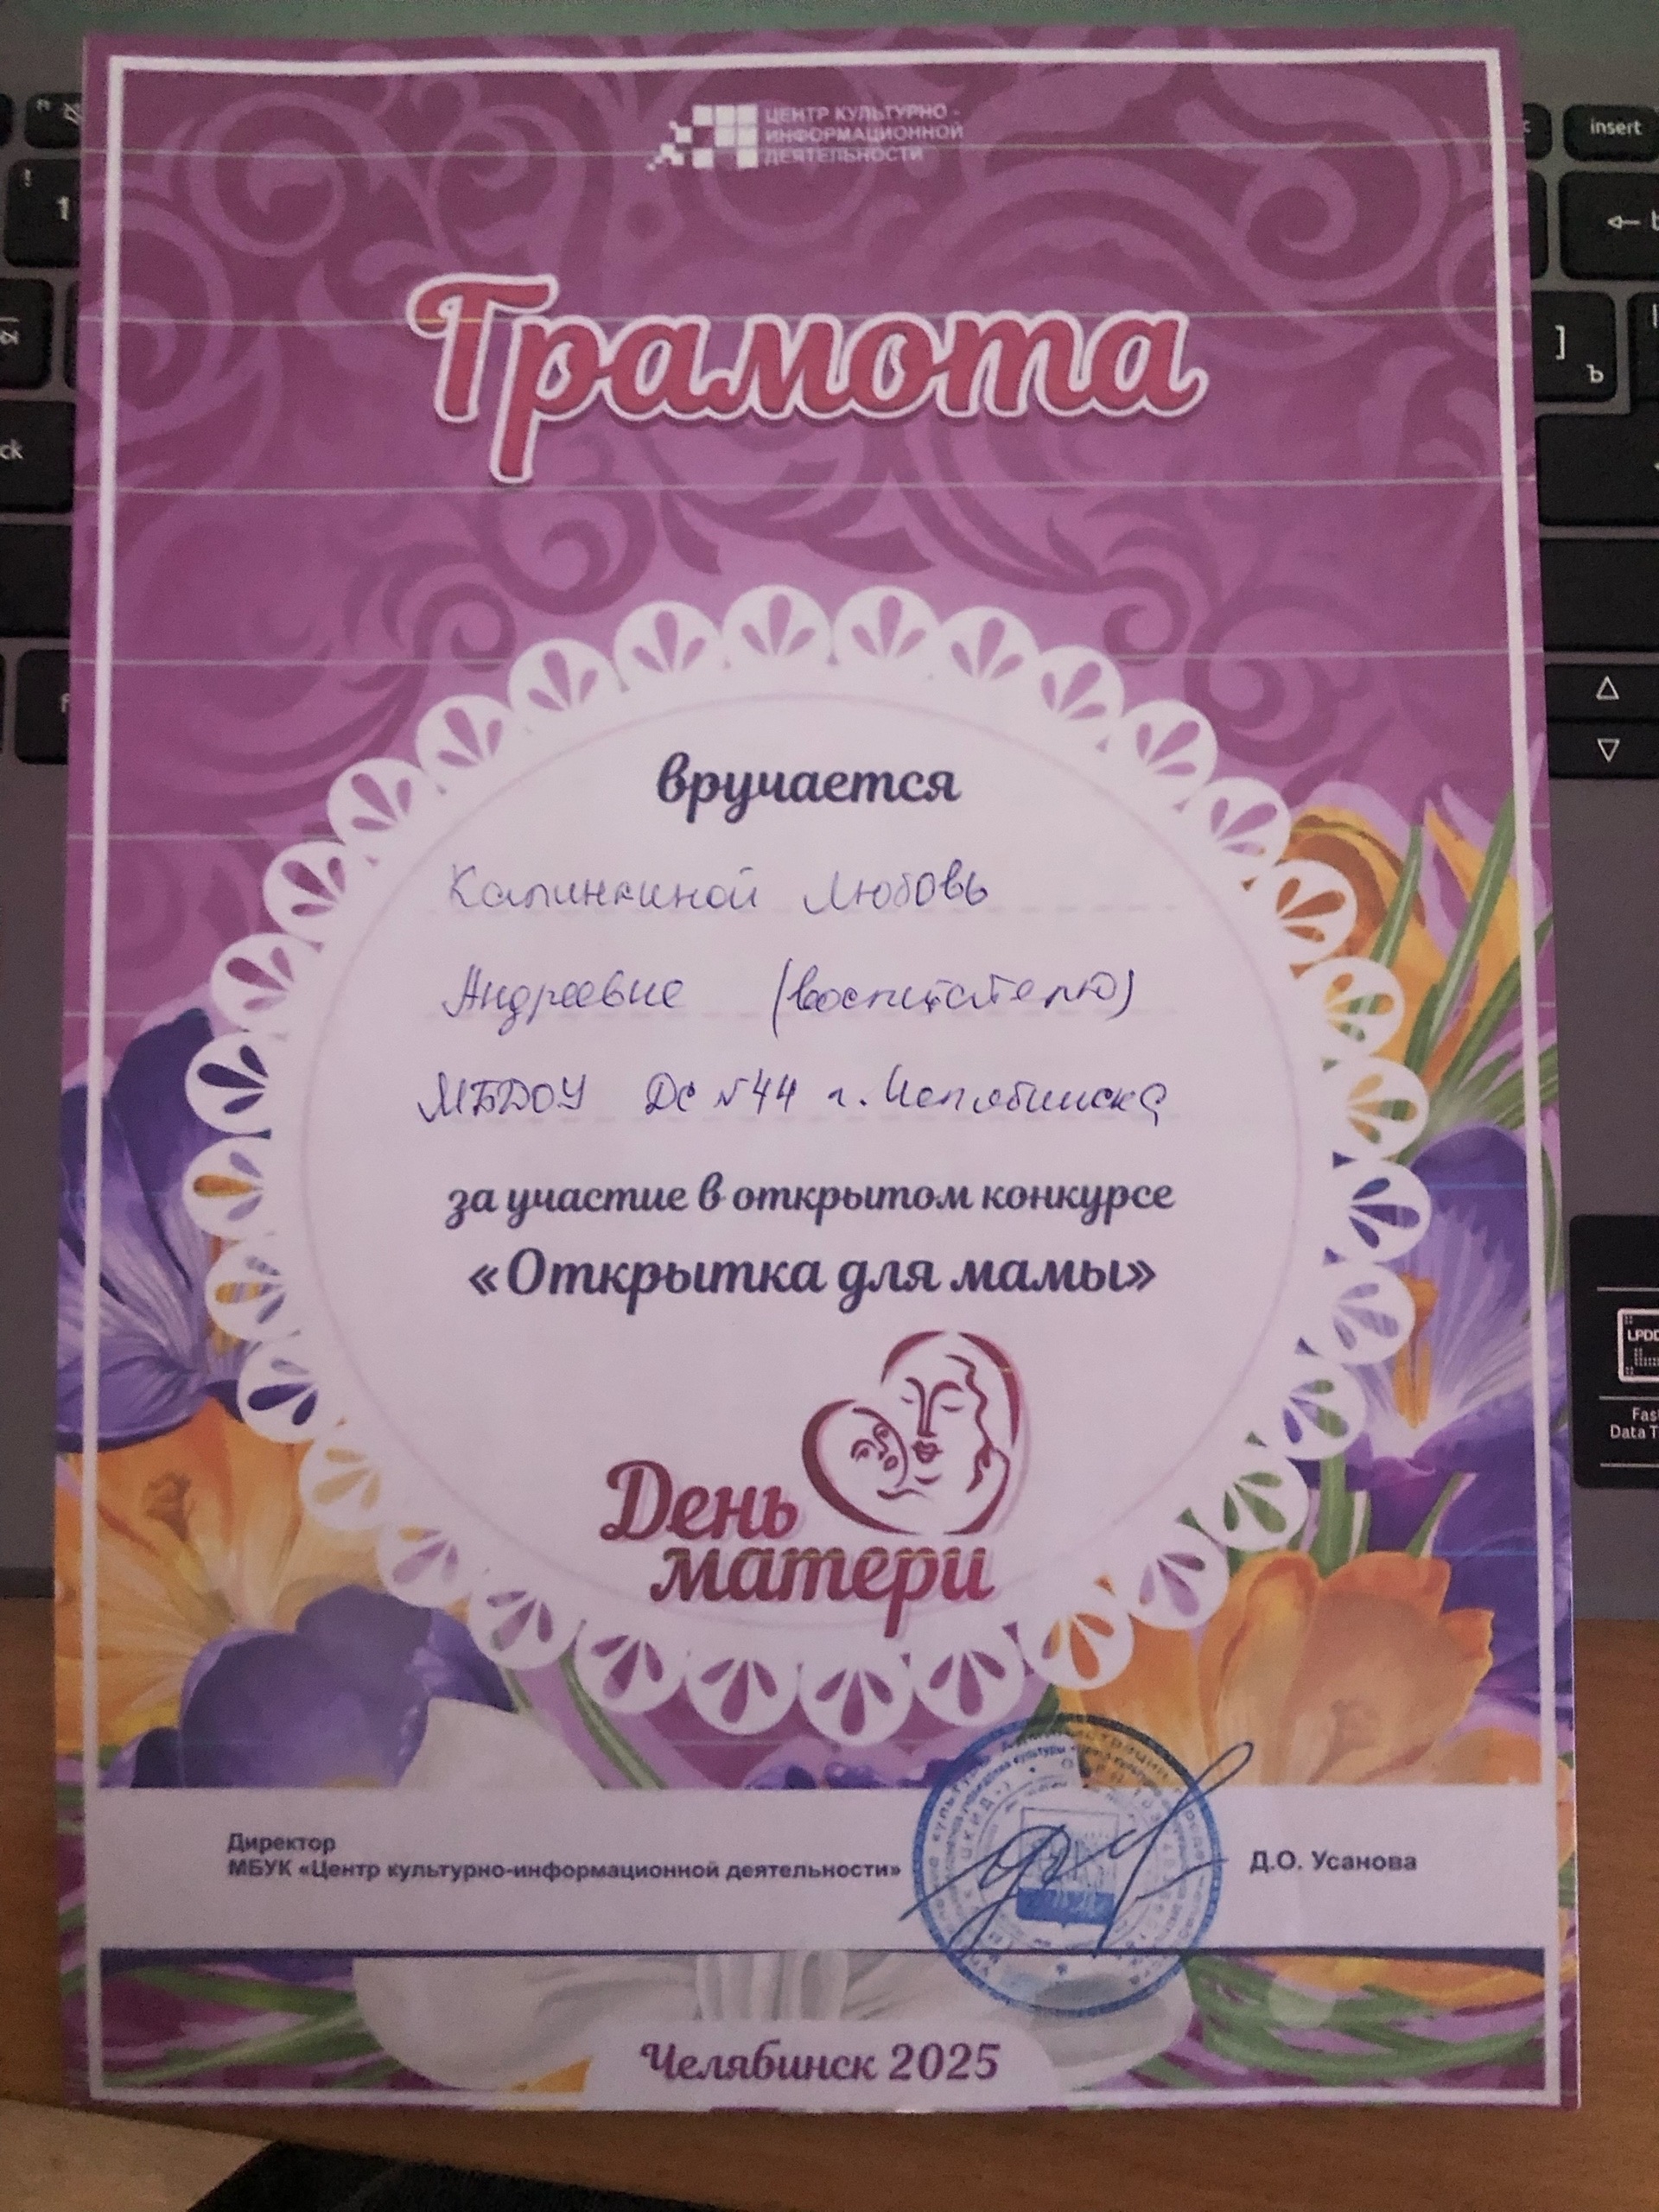 ЦЕНТР КУЛЬТУРНО -
ИНФОРМАЦИОННОЙ
ДЕЯТЕЛЬНОСТИ
Грамота
вручается
Калинкиной Любовь
Андреевне (воспитателю)
МБДОУ ДС №44 г. Челябинска
за участие в открытом конкурсе
«Открытка для мамы»
День
матери
Директор
МБУК «Центр культурно-информационной деятельности»
Д.О. Усанова
Челябинск 2025
insert